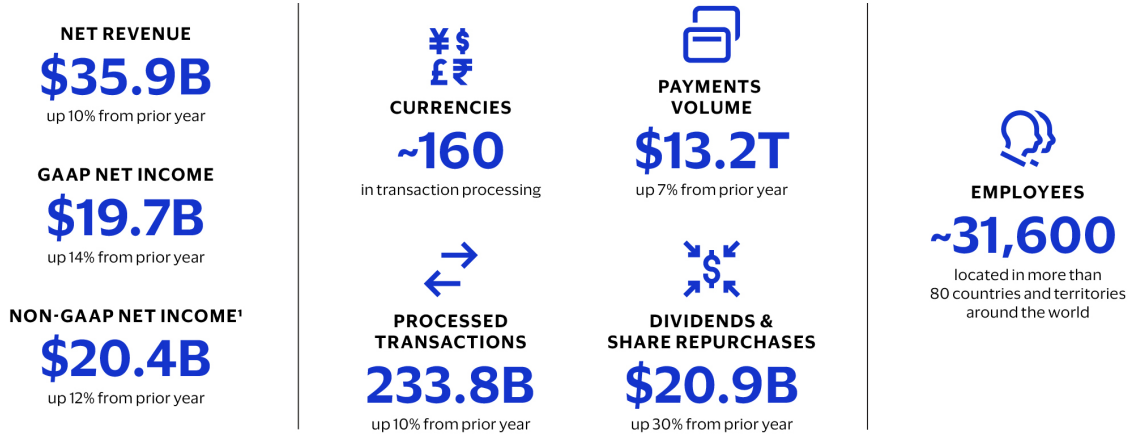 NET REVENUE
$35.9B
up 10% from prior year
GAAP NET INCOME
$19.7B
up 14% from prior year
NON-GAAP NET INCOME¹
$20.4B
up 12% from prior year
¥ $
£ ₹
CURRENCIES
~160
in transaction processing
PAYMENTS
VOLUME
$13.2T
up 7% from prior year
PROCESSED
TRANSACTIONS
233.8B
up 10% from prior year
$
DIVIDENDS &
SHARE REPURCHASES
$20.9B
up 30% from prior year
EMPLOYEES
~31,600
located in more than
80 countries and territories
around the world